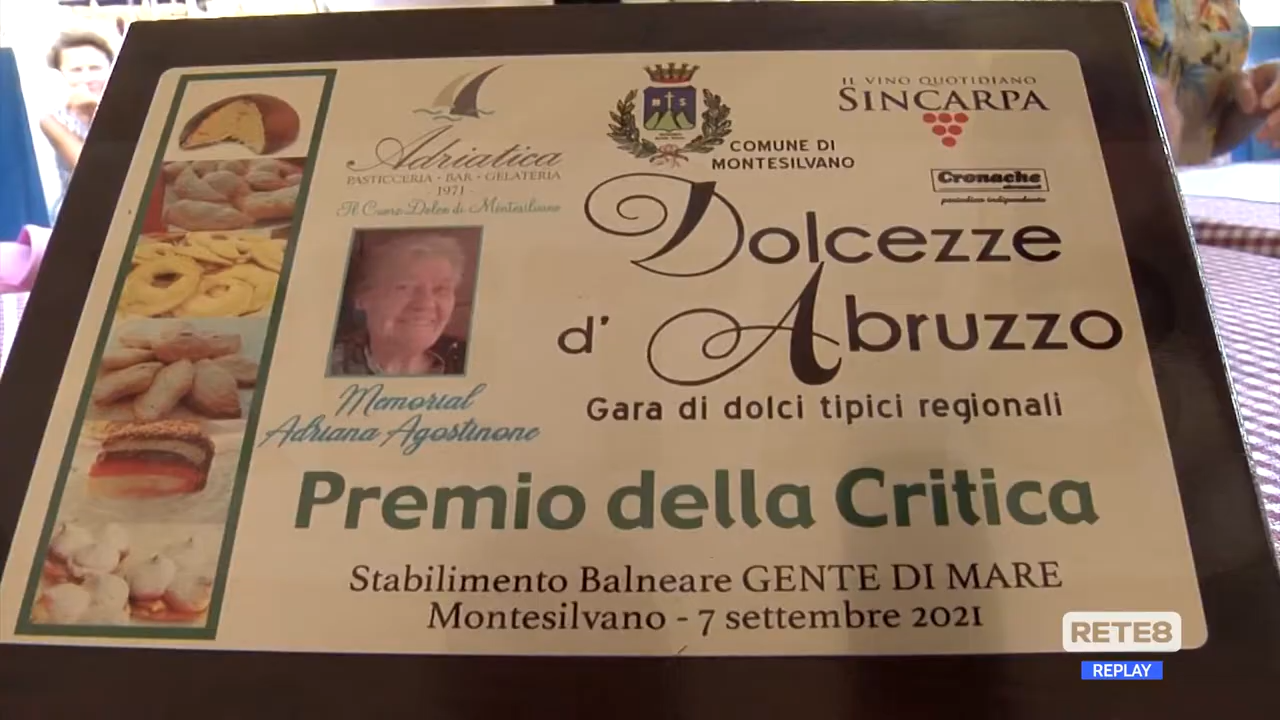 Adriatica
PASTICCERIA • BAR • GELATERIA
- 1971 -
Il Cuore Dolce di Montesilvano
COMUNE DI
MONTESILVANO
IL VINO QUOTIDIANO
SINCARPA
Cronache
periodico indipendente
Dolcezze
d' Abruzzo
Gara di dolci tipici regionali
Memorial
Adriana Agostinone
Premio della Critica
Stabilimento Balneare GENTE DI MARE
Montesilvano - 7 settembre 2021
RETE8
REPLAY